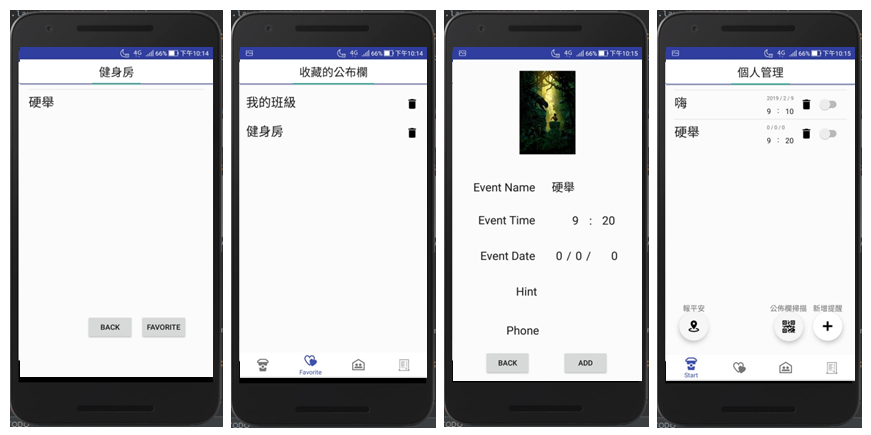 4G 66% 下午10:14
健身房
硬舉
BACK FAVORITE
4G 66% 下午10:14
收藏的公布欄
我的班級
健身房
Favorite
4G 66% 下午10:15
Event Name 硬舉
Event Time 9 : 20
Event Date 0 / 0 / 0
Hint
Phone
BACK ADD
4G 66% 下午10:15
個人管理
嗨 2019 / 2 / 9
9 : 10
硬舉 0 / 0 / 0
9 : 20
報平安 公佈欄掃描 新增提醒
Start